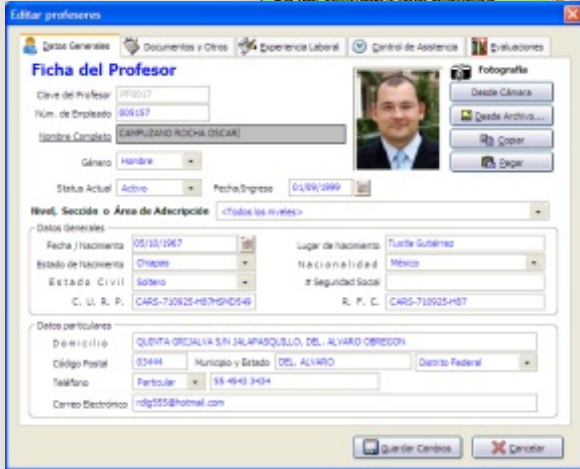 Editar profesores
Datos Generales
Documentos y Otros
Experiencia Laboral
Control de Asistencia
Evaluaciones
Ficha del Profesor
Fotografía
Clave del Profesor PF0017
Desde Cámara
Núm. de Empleado 805157
Desde Archivo...
Nombre Completo CAMPUZANO ROCHA OSCAR
Copiar
Género Hombre
Pegar
Status Actual Activo Fecha/Ingreso 01/09/1999
Nivel, Sección o Área de Adscripción <Todos los niveles>
Datos Generales
Fecha /Nacimiento 05/10/1967 Lugar de Nacimiento Tuxtla Gutiérrez
Estado de Nacimiento Chiapas Nacionalidad México
Estado Civil Soltero # Seguridad Social
C. U. R. P. CARS-710925-H87HSND549 R. F. C. CARS-710925-H87
Datos particulares
Domicilio QUINTA GRIJALVA S/N JALAPASQUILLO, DEL. ALVARO OBREGON
Código Postal 03444 Municipio y Estado DEL. ALVARO Distrito Federal
Teléfono Particular 55 4543 3434
Correo Electrónico rdlg555@hotmail.com
Guardar Cambios
Cancelar